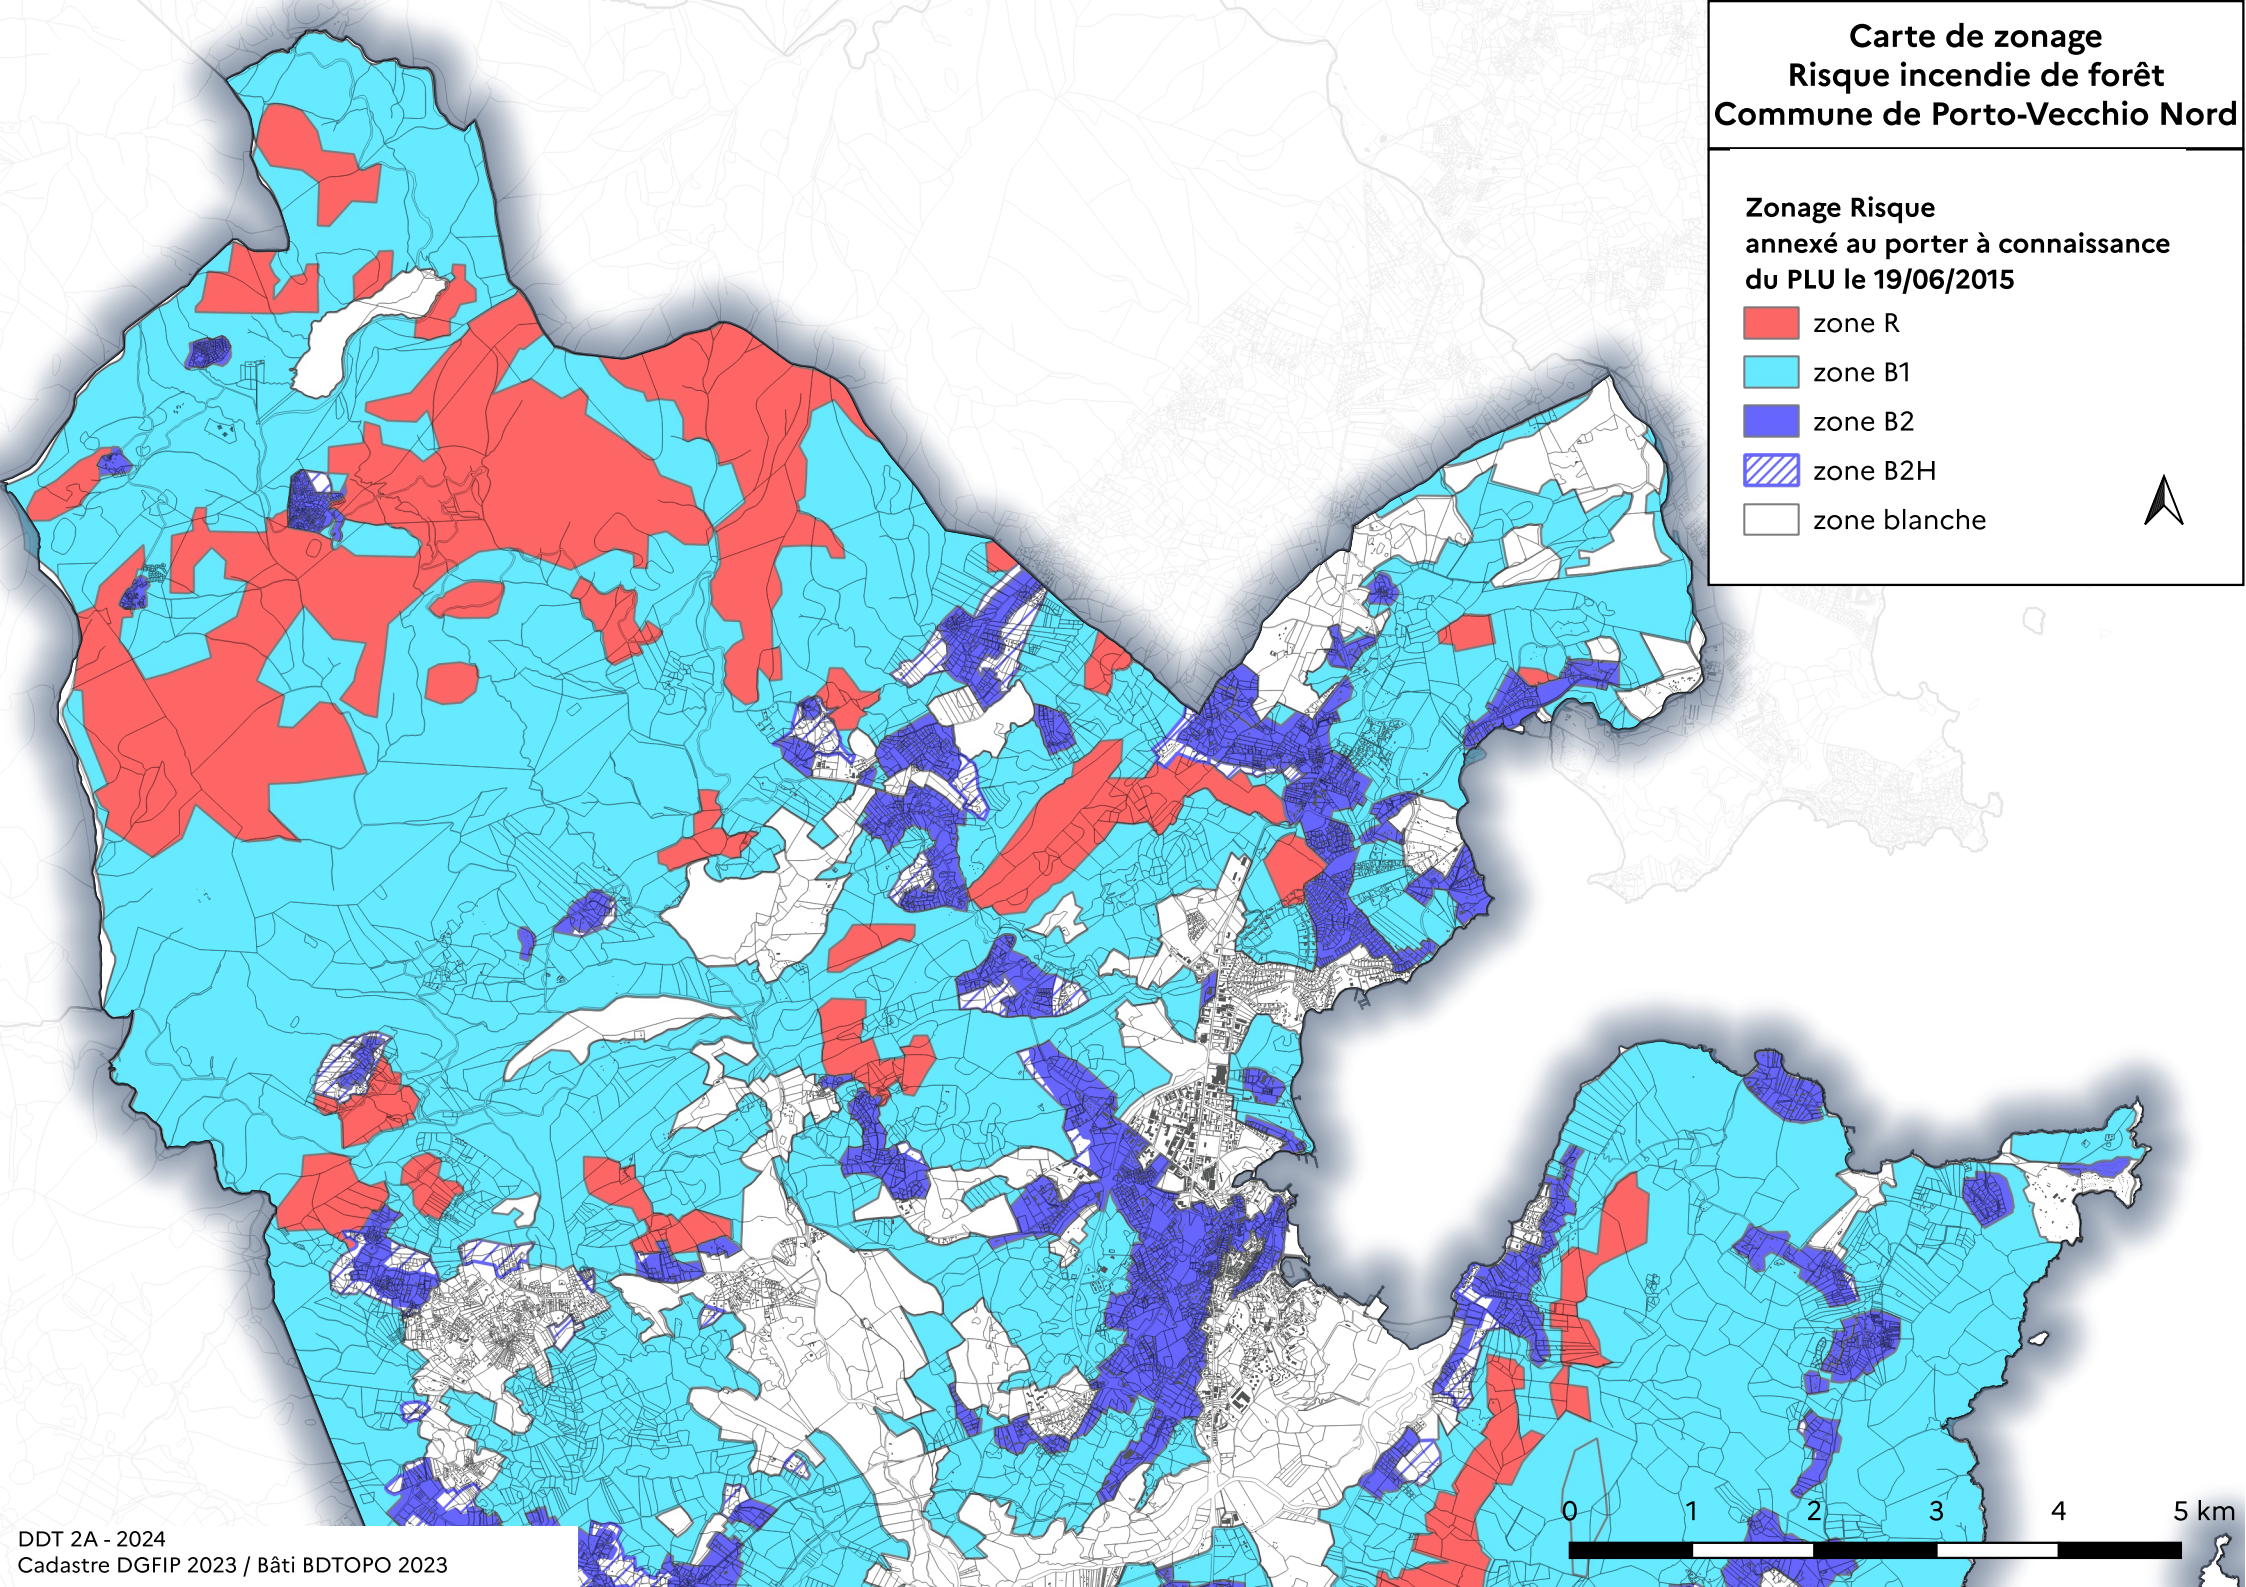 Carte de zonage
Risque incendie de forêt
Commune de Porto-Vecchio Nord
Zonage Risque
annexé au porter à connaissance
du PLU le 19/06/2015
zone R
zone B1
zone B2
zone B2H
zone blanche
0 1 2 3 4 5 km
DDT 2A - 2024
Cadastre DGFIP 2023 / Bâti BDTOPO 2023